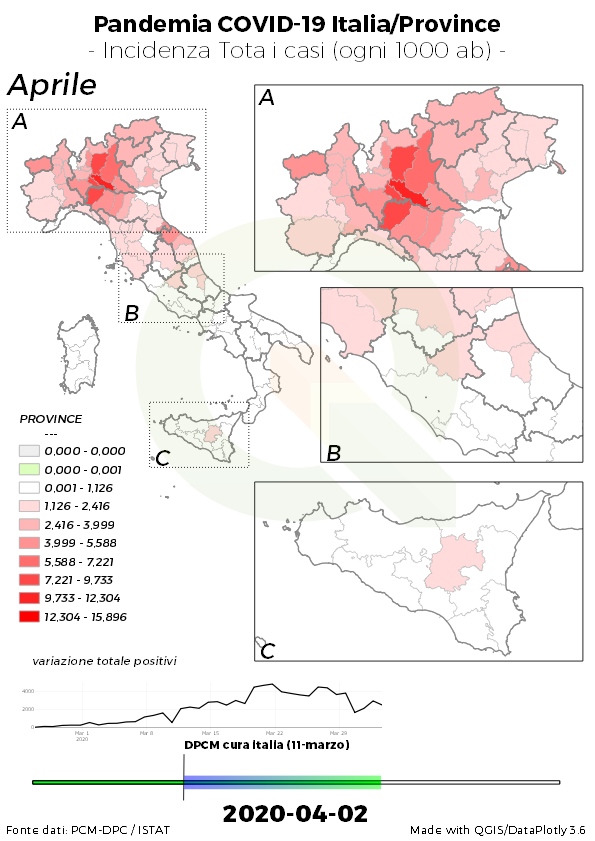 Pandemia COVID-19 Italia/Province
- Incidenza Tota i casi (ogni 1000 ab) -
Aprile
A
A
B
B
C
C
PROVINCE
---
0,000 - 0,000
0,000 - 0,001
0,001 - 1,126
1,126 - 2,416
2,416 - 3,999
3,999 - 5,588
5,588 - 7,221
7,221 - 9,733
9,733 - 12,304
12,304 - 15,896
variazione totale positivi
4000
2000
0
Mar 1
2020
Mar 8
Mar 15
Mar 22
Mar 29
DPCM cura italia (11-marzo)
2020-04-02
Fonte dati: PCM-DPC / ISTAT
Made with QGIS/DataPlotly 3.6